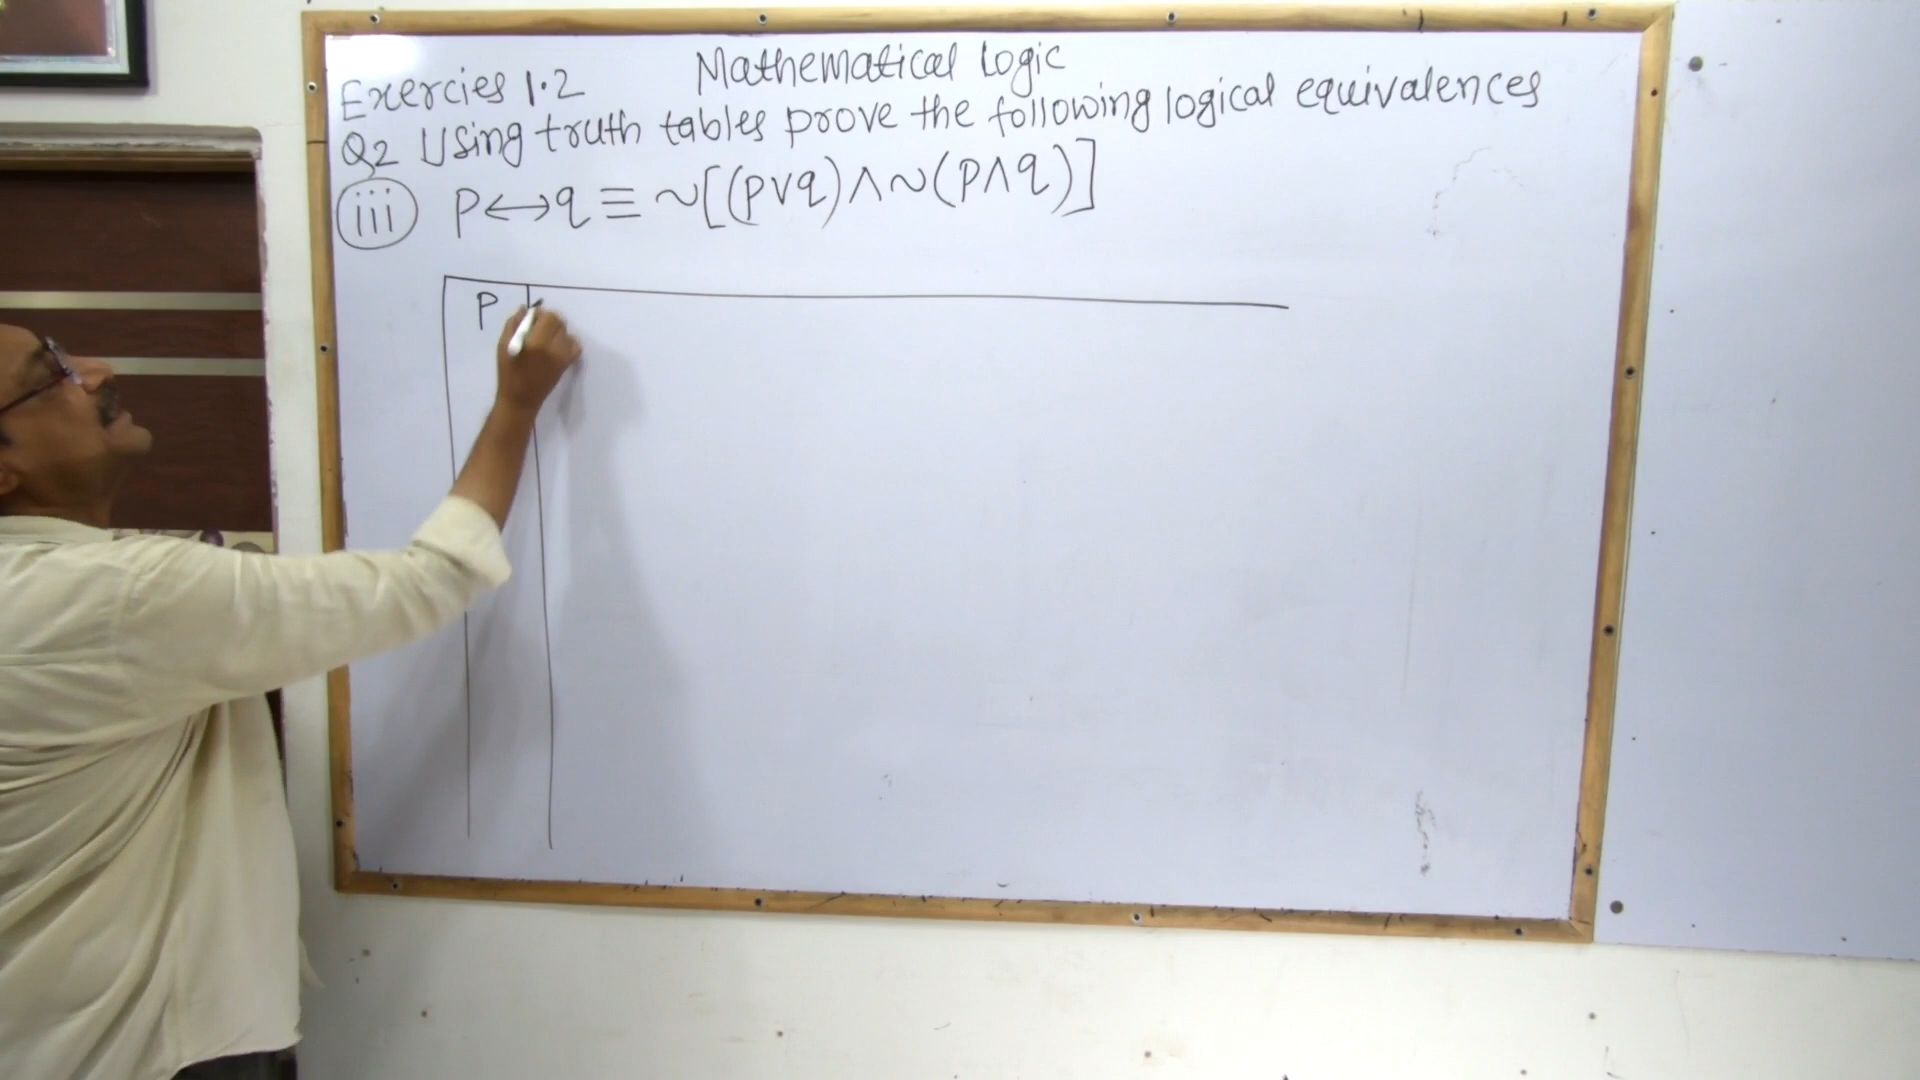 Mathematical Logic
Exercies 1.2
Q2 Using truth tables prove the following logical equivalences
iii p↔q ≡ ~[(p∨q)∧~(p∧q)]
P